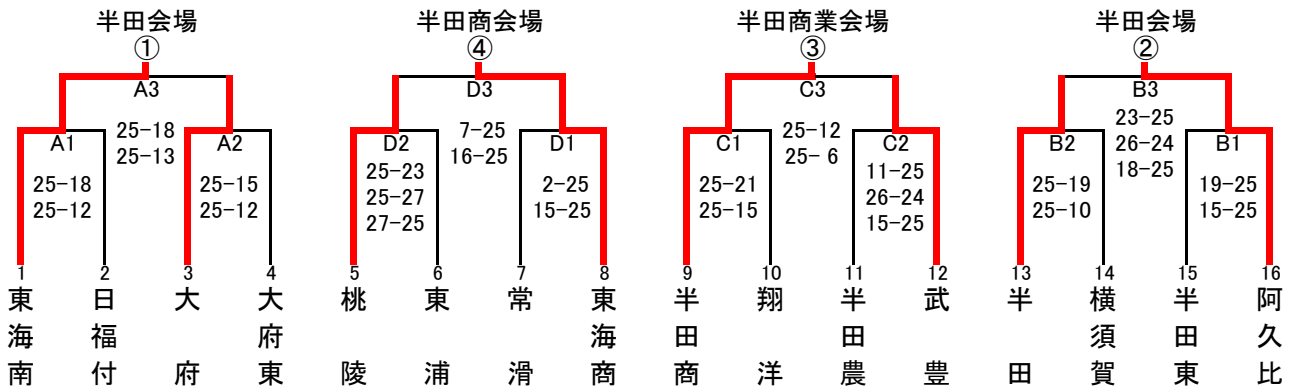 半田会場 半田商会場 半田商業会場 半田会場
① ④ ③ ②
A3 D3 C3 B3
25-18 7-25 25-12 23-25
25-13 16-25 25- 6 26-24
18-25
A1 A2 D2 D1 C1 C2 B2 B1
25-18 25-15 25-23 2-25 25-21 11-25 25-19 19-25
25-12 25-12 25-27 15-25 25-15 26-24 25-10 15-25
27-25 15-25
1 2 3 4 5 6 7 8 9 10 11 12 13 14 15 16
東海南
日福付
大府
大府東
桃陵
東浦
常滑
東海商
半田商
翔洋
半田農
武豊
半田
横須賀
半田東
阿久比